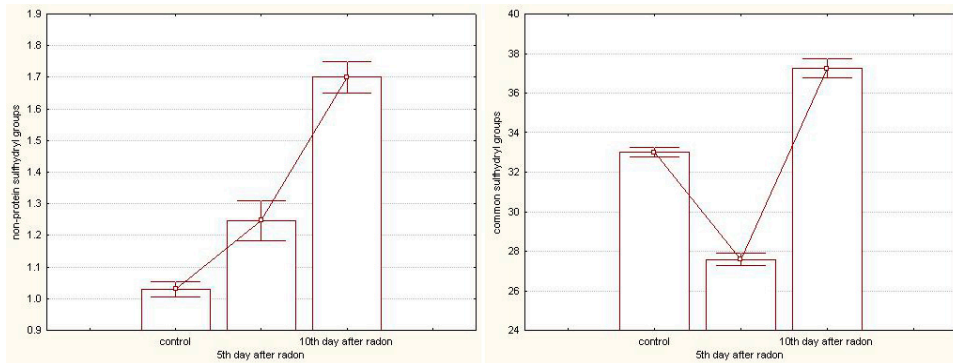 1.9
1.8
1.7
1.6
1.5
1.4
1.3
1.2
1.1
1.0
0.9
non-protein sulfhydryl groups
control
10th day after radon
5th day after radon
40
38
36
34
32
30
28
26
24
common sulfhydryl groups
control
10th day after radon
5th day after radon